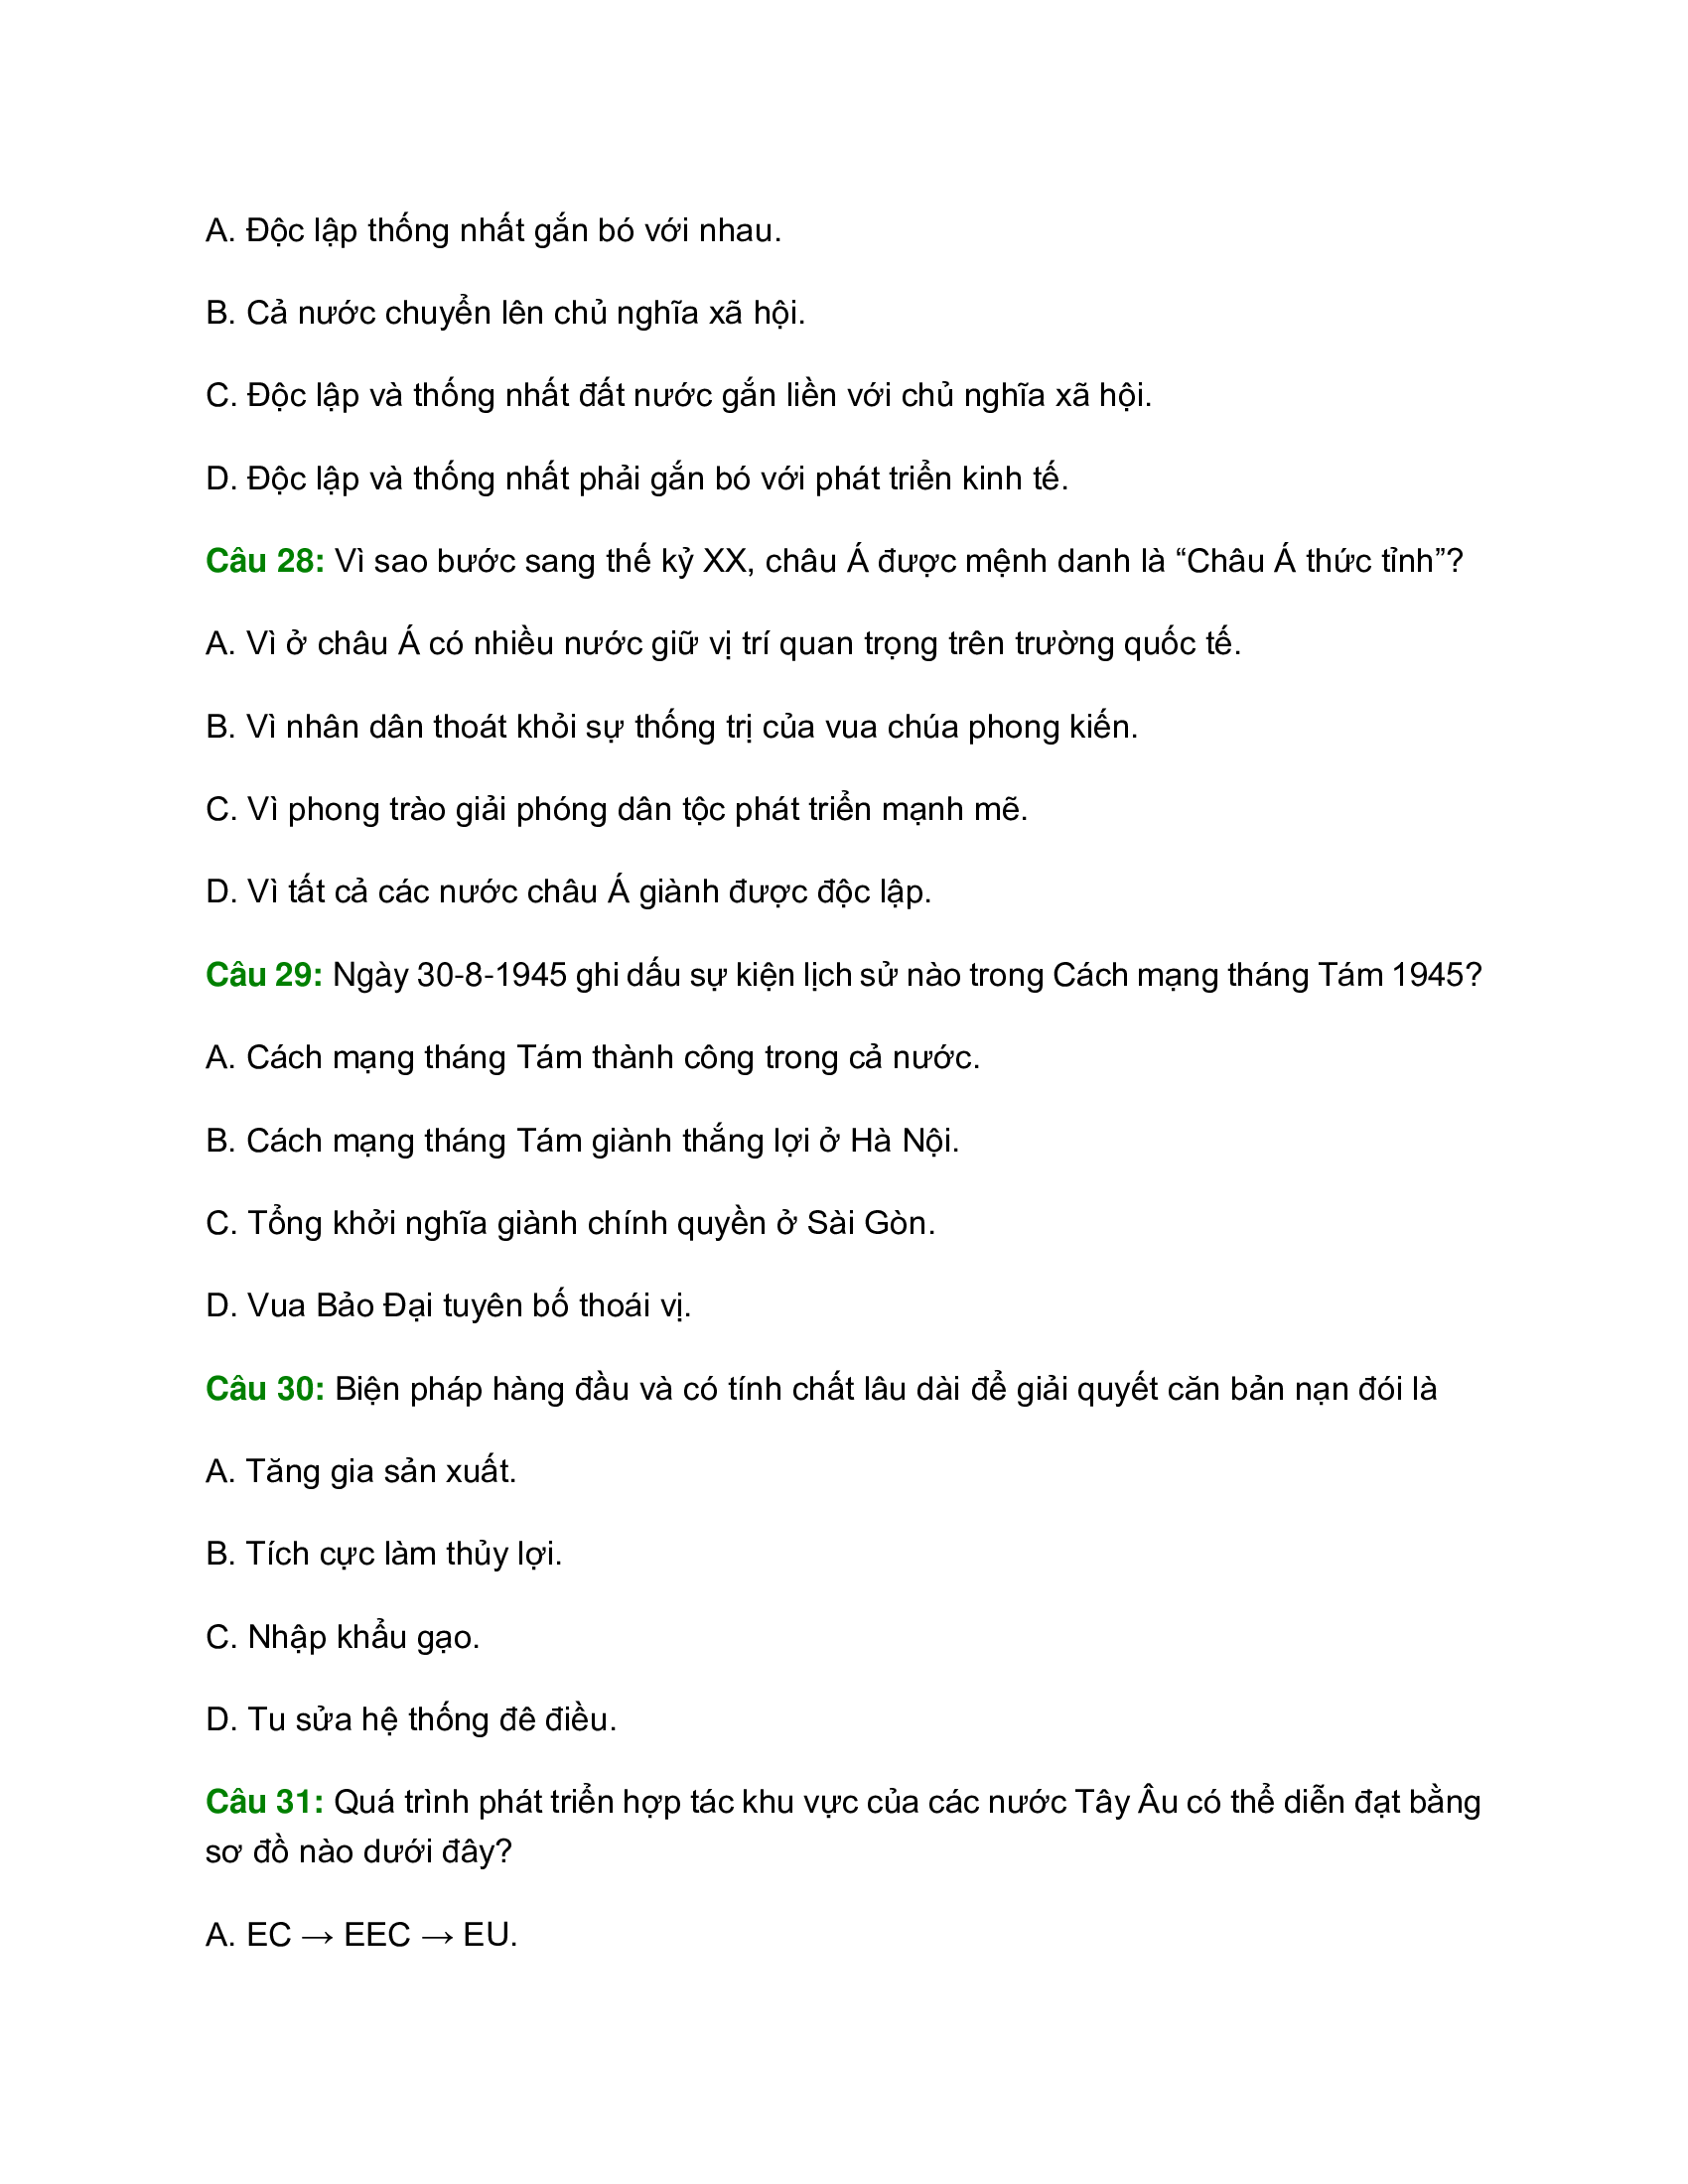 A. Độc lập thống nhất gắn bó với nhau.
B. Cả nước chuyển lên chủ nghĩa xã hội.
C. Độc lập và thống nhất đất nước gắn liền với chủ nghĩa xã hội.
D. Độc lập và thống nhất phải gắn bó với phát triển kinh tế.
Câu 28: Vì sao bước sang thế kỷ XX, châu Á được mệnh danh là “Châu Á thức tỉnh”?
A. Vì ở châu Á có nhiều nước giữ vị trí quan trọng trên trường quốc tế.
B. Vì nhân dân thoát khỏi sự thống trị của vua chúa phong kiến.
C. Vì phong trào giải phóng dân tộc phát triển mạnh mẽ.
D. Vì tất cả các nước châu Á giành được độc lập.
Câu 29: Ngày 30-8-1945 ghi dấu sự kiện lịch sử nào trong Cách mạng tháng Tám 1945?
A. Cách mạng tháng Tám thành công trong cả nước.
B. Cách mạng tháng Tám giành thắng lợi ở Hà Nội.
C. Tổng khởi nghĩa giành chính quyền ở Sài Gòn.
D. Vua Bảo Đại tuyên bố thoái vị.
Câu 30: Biện pháp hàng đầu và có tính chất lâu dài để giải quyết căn bản nạn đói là
A. Tăng gia sản xuất.
B. Tích cực làm thủy lợi.
C. Nhập khẩu gạo.
D. Tu sửa hệ thống đê điều.
Câu 31: Quá trình phát triển hợp tác khu vực của các nước Tây Âu có thể diễn đạt bằng
sơ đồ nào dưới đây?
A. EC → EEC → EU.